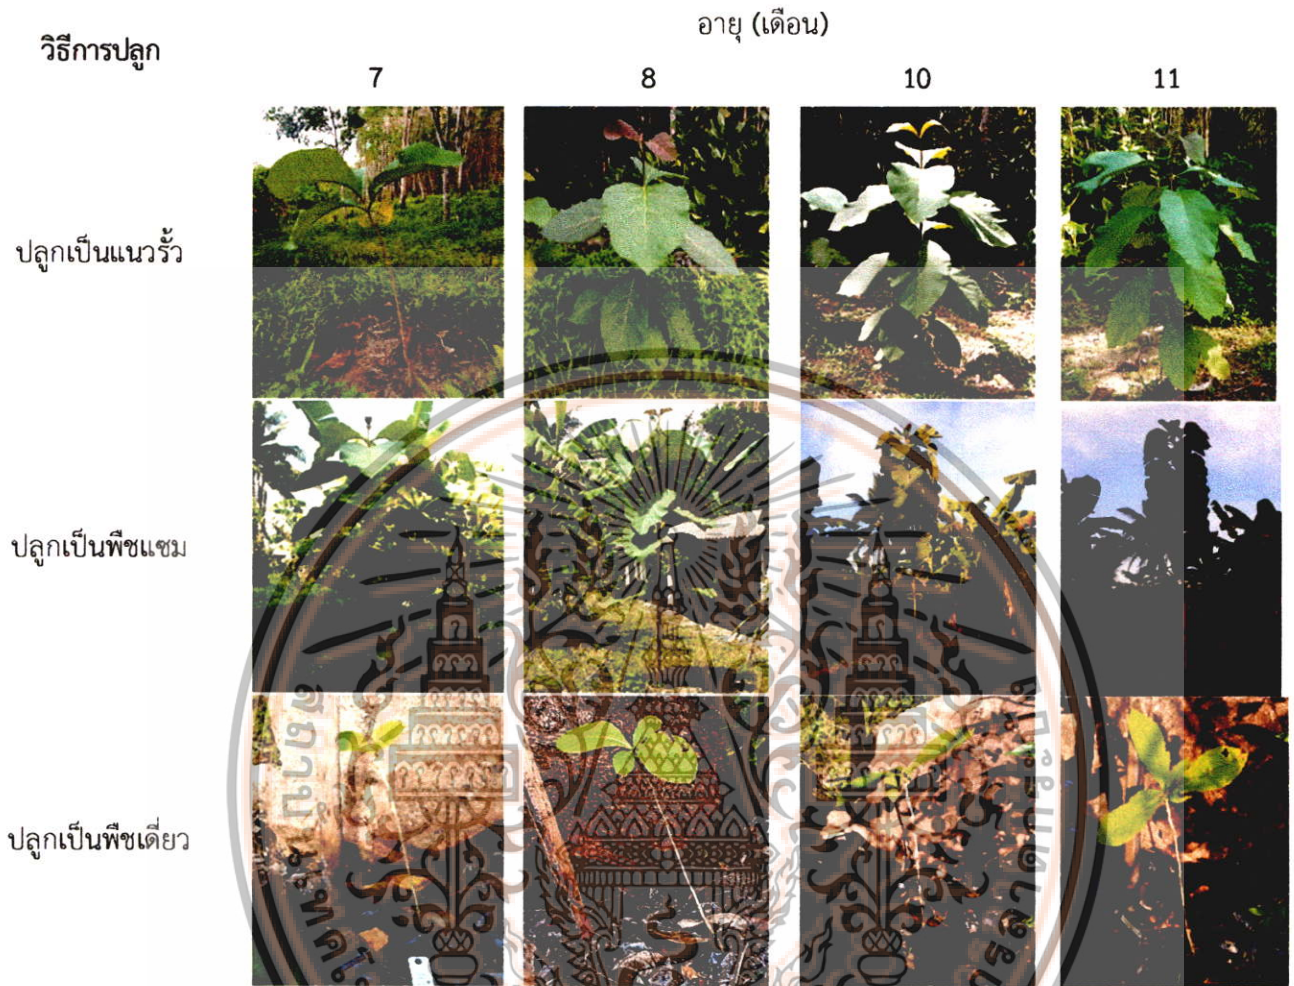 อายุ (เดือน)
วิธีการปลูก
7 8 10 11
ปลูกเป็นแนวรั้ว
ปลูกเป็นพืชแซม
ปลูกเป็นพืชเดี่ยว